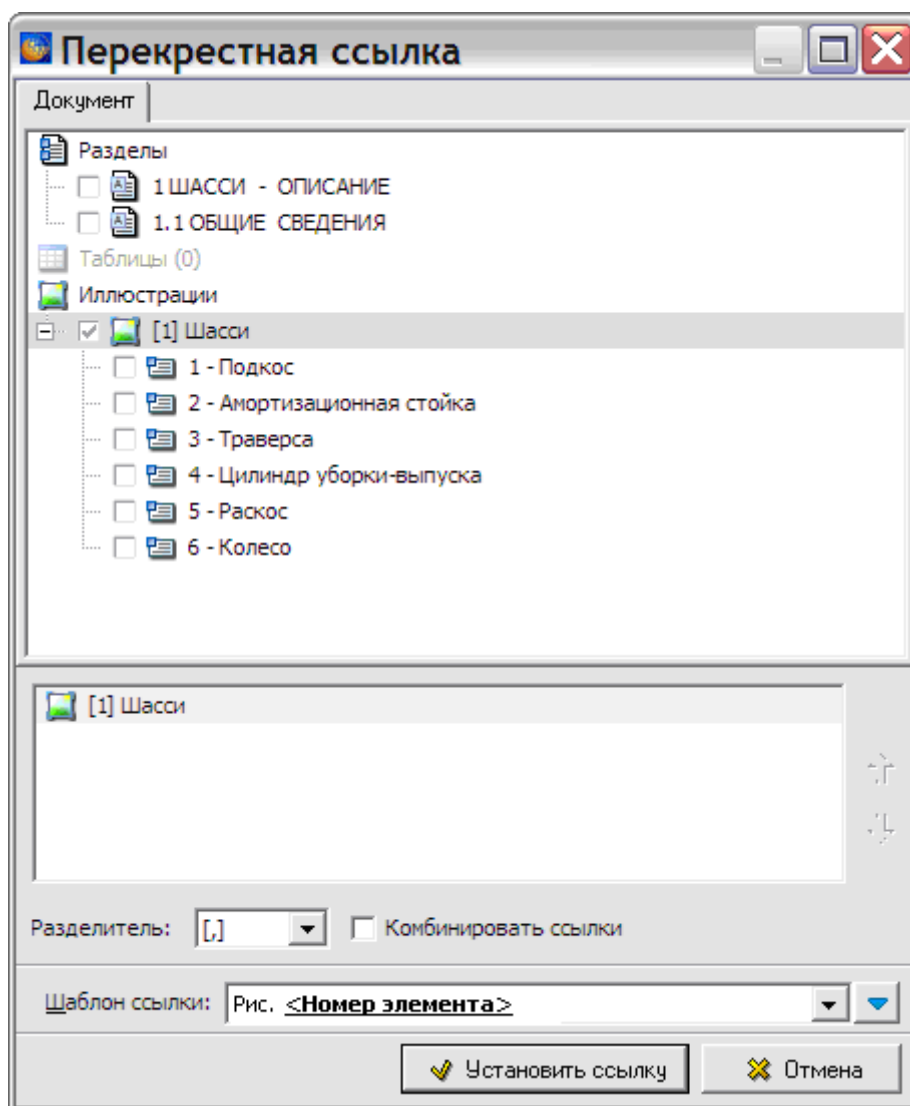 Перекрестная ссылка
Документ
Разделы
1 ШАССИ - ОПИСАНИЕ
1.1 ОБЩИЕ СВЕДЕНИЯ
Таблицы (0)
Иллюстрации
[1] Шасси
1 - Подкос
2 - Амортизационная стойка
3 - Траверса
4 - Цилиндр уборки-выпуска
5 - Раскос
6 - Колесо
[1] Шасси
Разделитель: [,] Комбинировать ссылки
Шаблон ссылки: Рис. <Номер элемента>
Установить ссылку Отмена